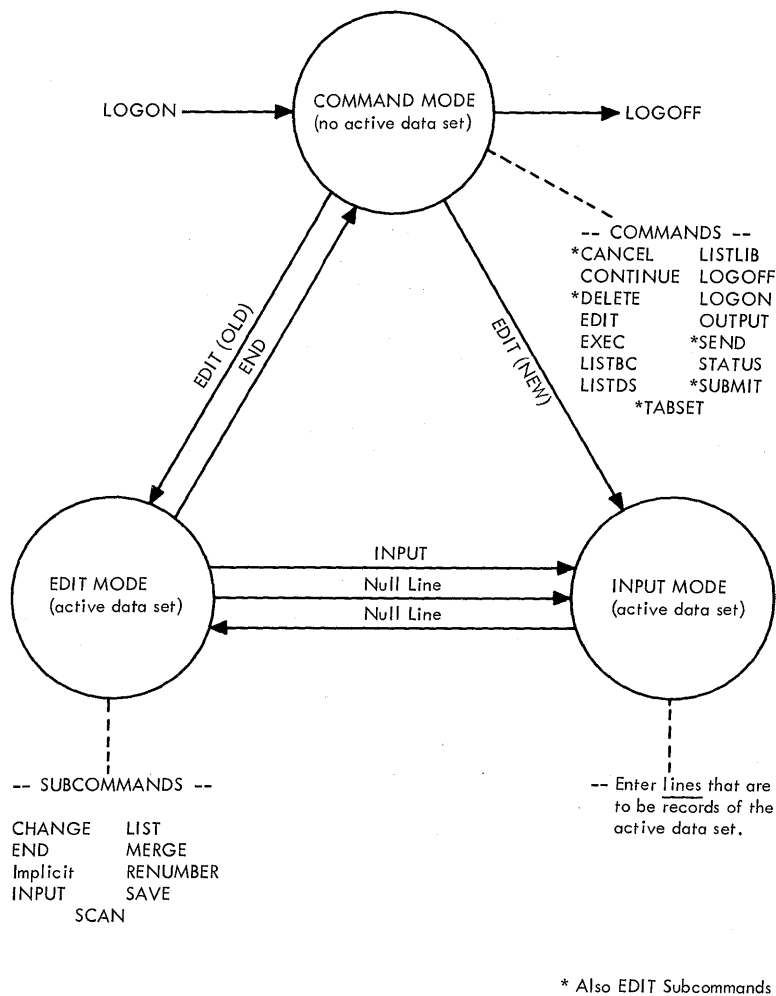 COMMAND MODE
(no active data set)
LOGON
LOGOFF
-- COMMANDS --
*CANCEL LISTLIB
CONTINUE LOGOFF
*DELETE LOGON
EDIT OUTPUT
EXEC *SEND
LISTBC STATUS
LISTDS *SUBMIT
*TABSET
EDIT (OLD)
END
EDIT (NEW)
EDIT MODE
(active data set)
INPUT
Null Line
Null Line
INPUT MODE
(active data set)
-- SUBCOMMANDS --
CHANGE LIST
END MERGE
Implicit RENUMBER
INPUT SAVE
SCAN
-- Enter lines that are
to be records of the
active data set.
* Also EDIT Subcommands